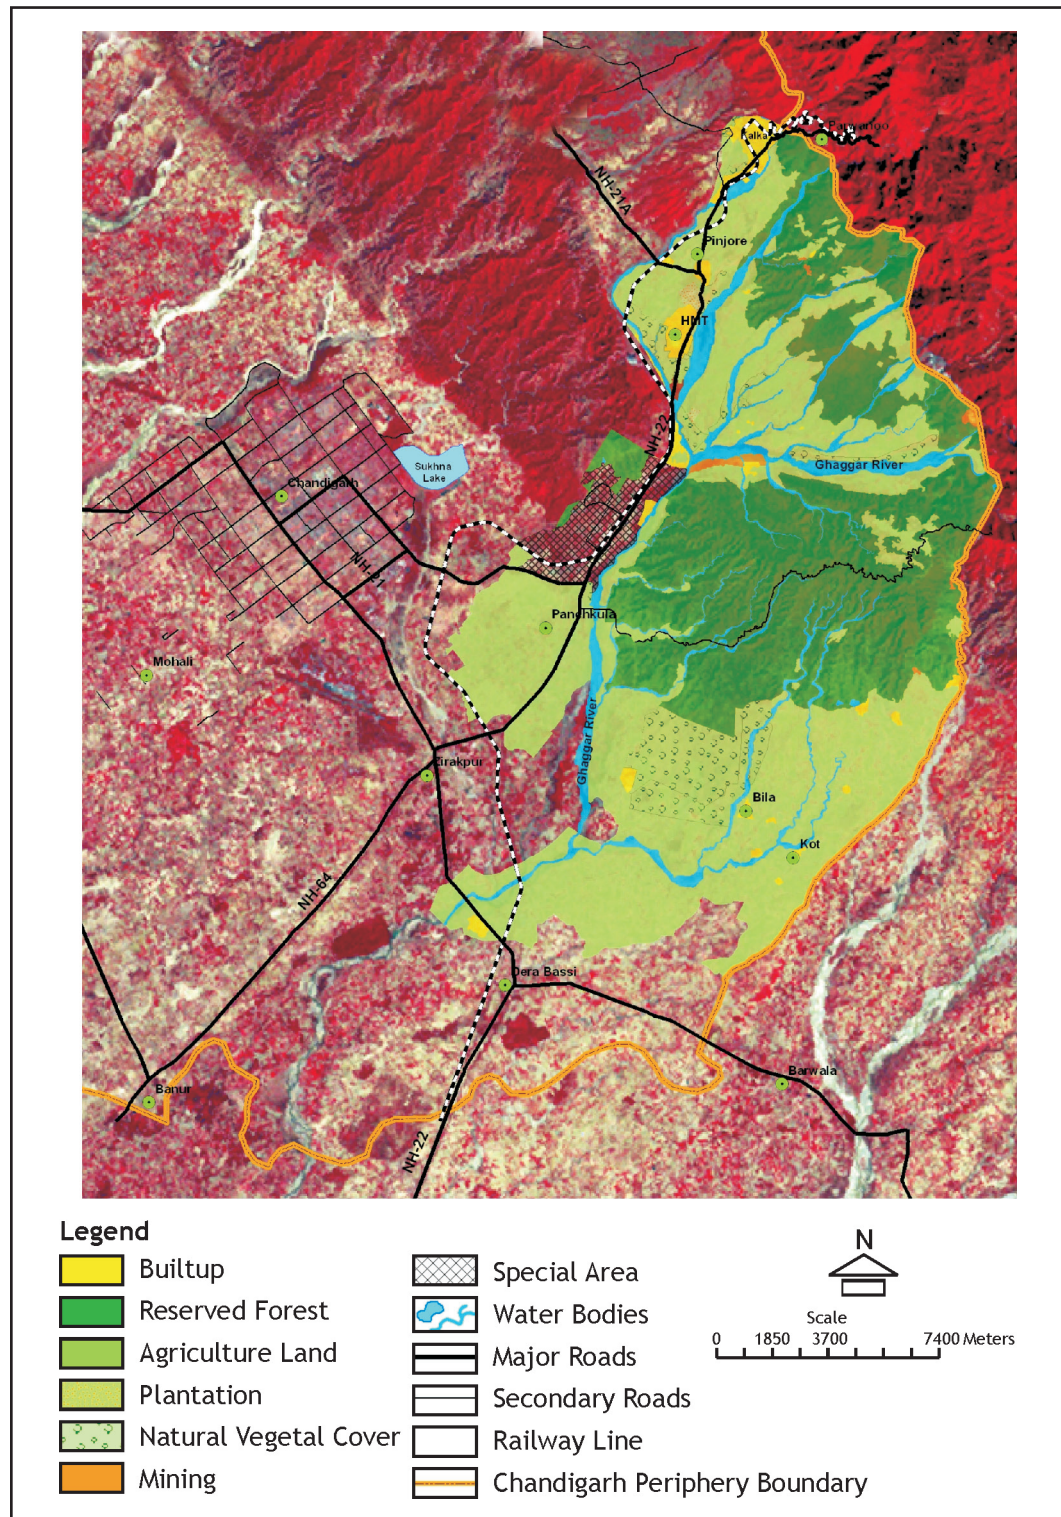 Kalka
Parwanoo
NH-21A
Pinjore
HMT
NH-22
Ghaggar River
Sukhna
Lake
Chandigarh
NH-21
Panchkula
Mohali
Ghaggar River
Zirakpur
Bila
Kot
NH-64
Dera Bassi
Barwala
Banur
NH-22
Legend
Builtup
Reserved Forest
Agriculture Land
Plantation
Natural Vegetal Cover
Mining
Special Area
Water Bodies
Major Roads
Secondary Roads
Railway Line
Chandigarh Periphery Boundary
N
Scale
0 1850 3700 7400 Meters